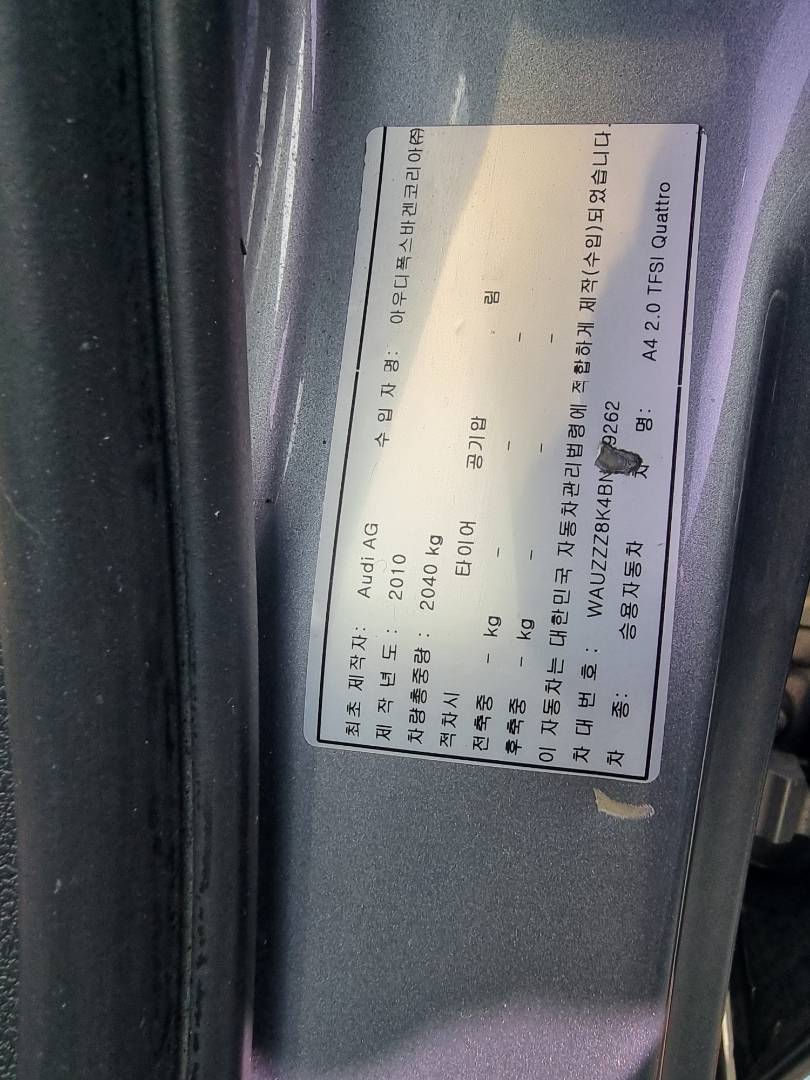 최초 제작자: Audi AG 수 입 자 명: 아우디폭스바겐코리아㈜
제 작 년 도 : 2010
차량총중량 : 2040 kg
적차시 타이어 공기압 림
전축중 - kg - - -
후축중 - kg - - -
이 자동차는 대한민국 자동차관리법령에 적합하게 제작(수입)되었습니다.
차 대 번 호 :
차 종: 승용자동차 차 명: A4 2.0 TFSI Quattro